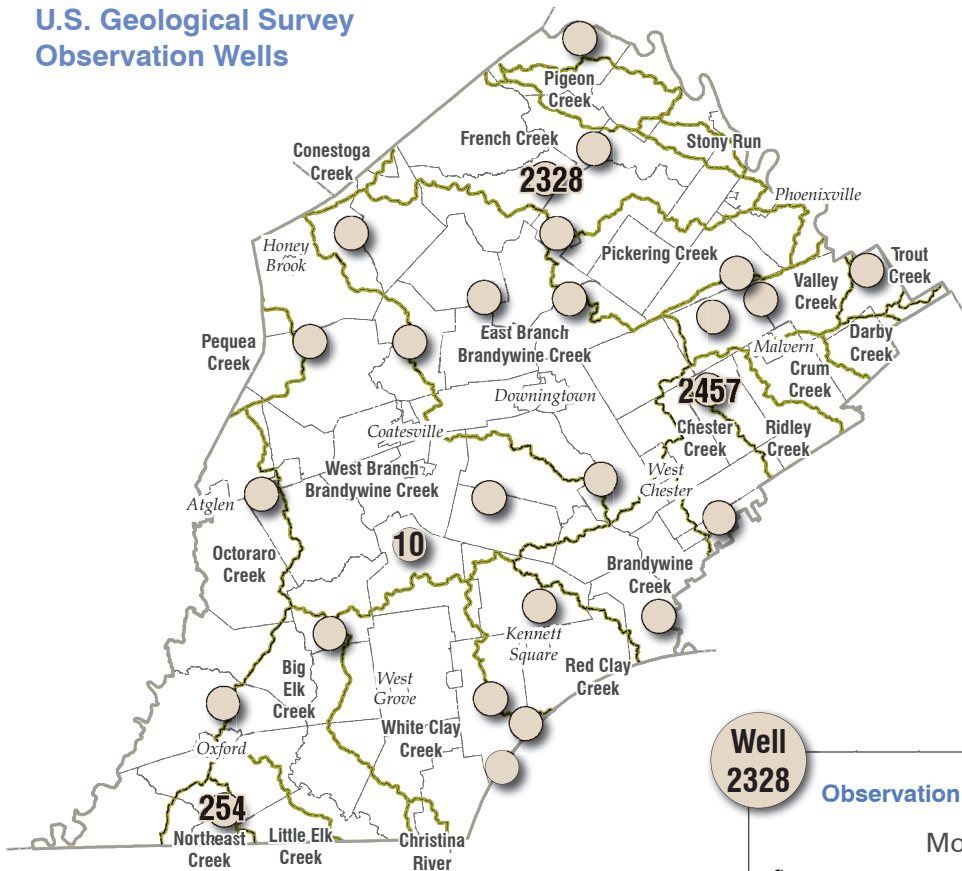 U.S. Geological Survey
Observation Wells
Pigeon
Creek
French Creek
Stony Run
Conestoga
Creek
2328
Phoenixville
Honey
Brook
Pickering Creek
Trout
Creek
Valley
Creek
East Branch
Brandywine Creek
Pequea
Creek
Darby
Creek
Malvern
Crum
Creek
Downingtown
2457
Chester
Creek
Ridley
Creek
Coatesville
West Branch
Brandywine Creek
West
Chester
Atglen
10
Octoraro
Creek
Brandywine
Creek
Kennett
Square
Big
Elk
Creek
West
Grove
Red Clay
Creek
White Clay
Creek
Oxford
254
Northeast
Creek
Little Elk
Creek
Christina
River
Well
2328
Observation
Mo